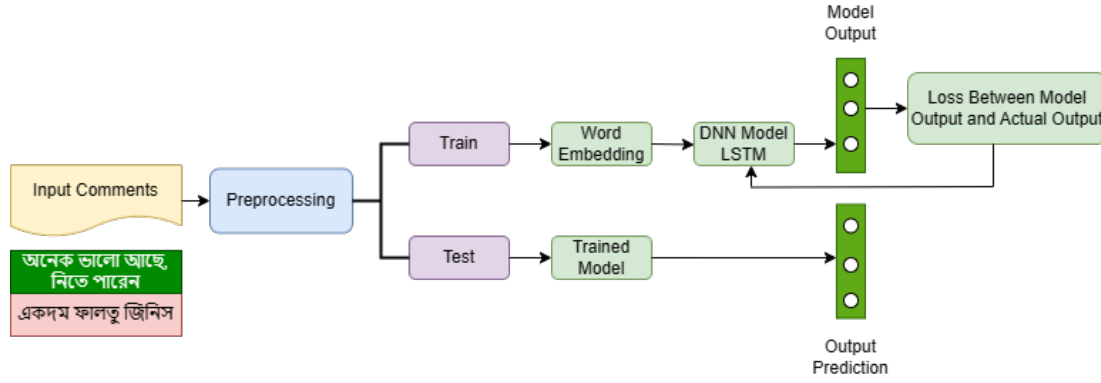 Model
Output
Loss Between Model
Output and Actual Output
Train
Word
Embedding
DNN Model
LSTM
Input Comments
Preprocessing
Test
Trained
Model
অনেক ভালো আছে,
নিতে পারেন
একদম ফালতু জিনিস
Output
Prediction